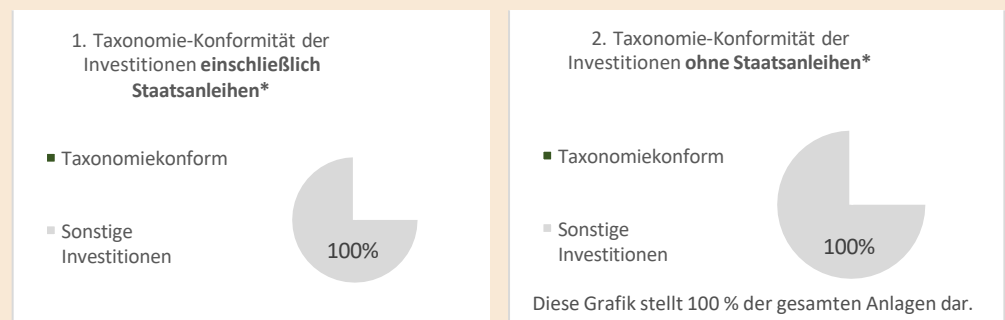 1. Taxonomie-Konformität der
Investitionen einschließlich
Staatsanleihen*
Taxonomiekonform
Sonstige
Investitionen
100%
2. Taxonomie-Konformität der
Investitionen ohne Staatsanleihen*
Taxonomiekonform
Sonstige
Investitionen
100%
Diese Grafik stellt 100 % der gesamten Anlagen dar.